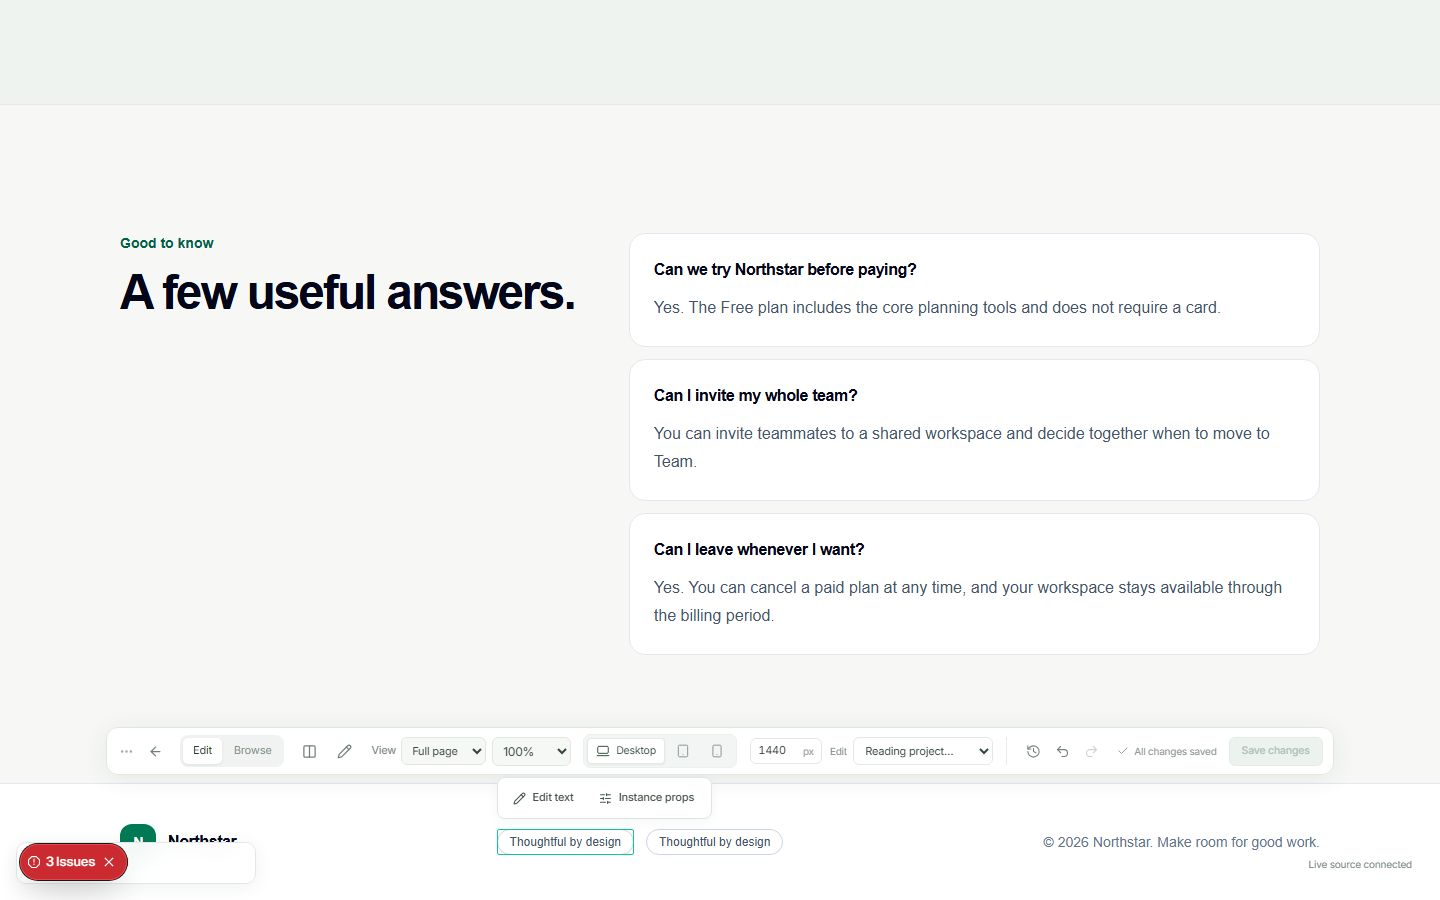 Good to know
A few useful answers.
Can we try Northstar before paying?
Yes. The Free plan includes the core planning tools and does not require a card.
Can I invite my whole team?
You can invite teammates to a shared workspace and decide together when to move to
Team.
Can I leave whenever I want?
Yes. You can cancel a paid plan at any time, and your workspace stays available through
the billing period.
Edit Browse View Full page 100% Desktop 1440 px Edit Reading project... All changes saved Save changes
Edit text Instance props
N Northstar
Thoughtful by design Thoughtful by design
© 2026 Northstar. Make room for good work.
3 Issues
Live source connected